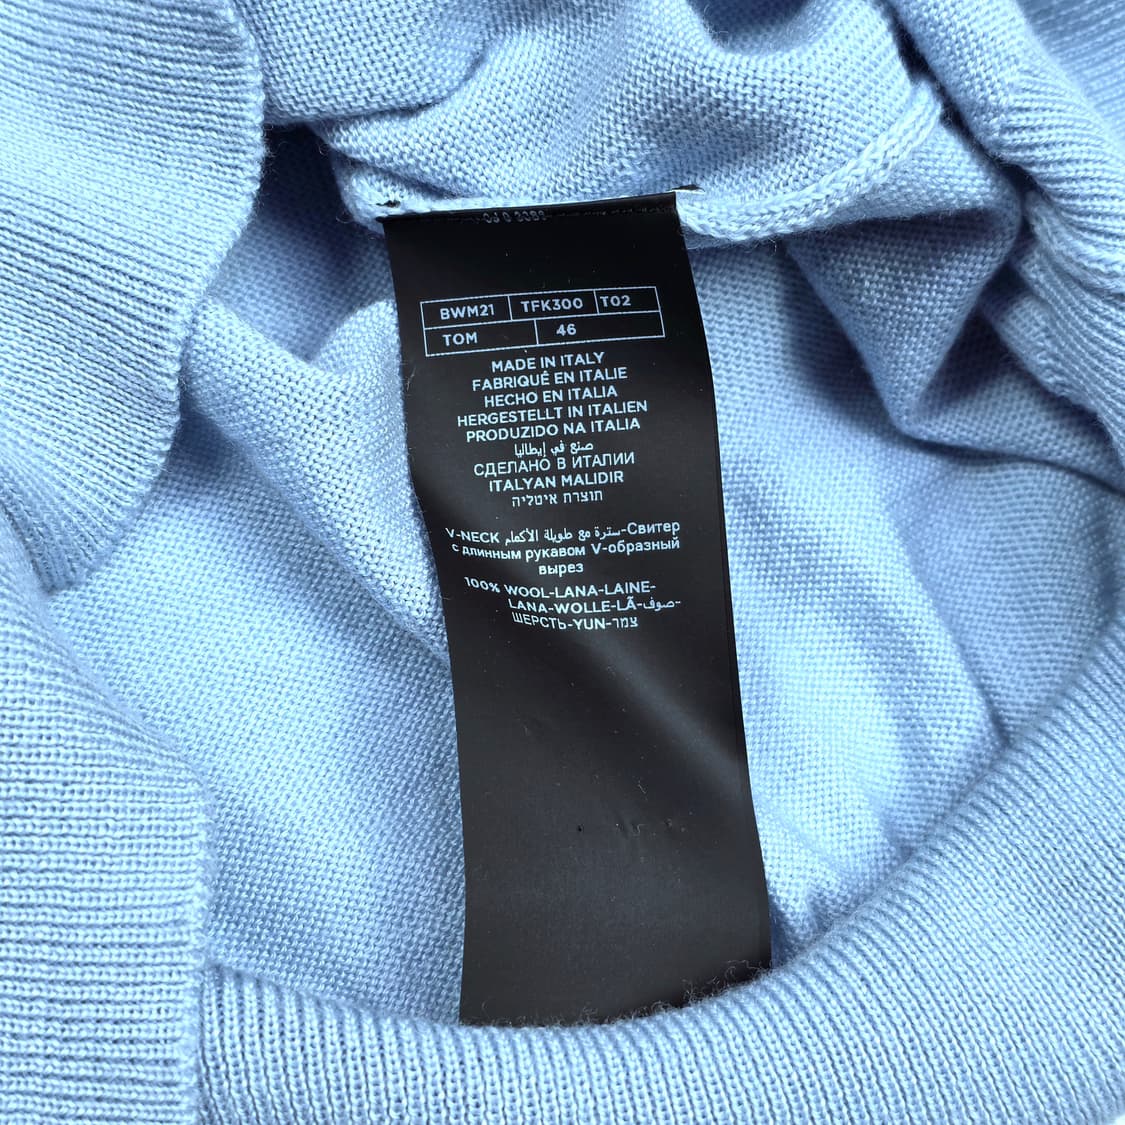 BWM21 TFK300 T02
TOM 46
MADE IN ITALY
FABRIQUÉ EN ITALIE
HECHO EN ITALIA
HERGESTELLT IN ITALIEN
PRODUZIDO NA ITALIA
صنع في إيطاليا
СДЕЛАНО В ИТАЛИИ
ITALYAN MALIDIR
תוצרת איטליה
V-NECK سترة مع طويلة الأكمام-Свитер
с длинным рукавом V-образный
вырез
100% WOOL-LANA-LAINE-
LANA-WOLLE-LÃ-صوف-
ШЕРСТЬ-YUN-צמר